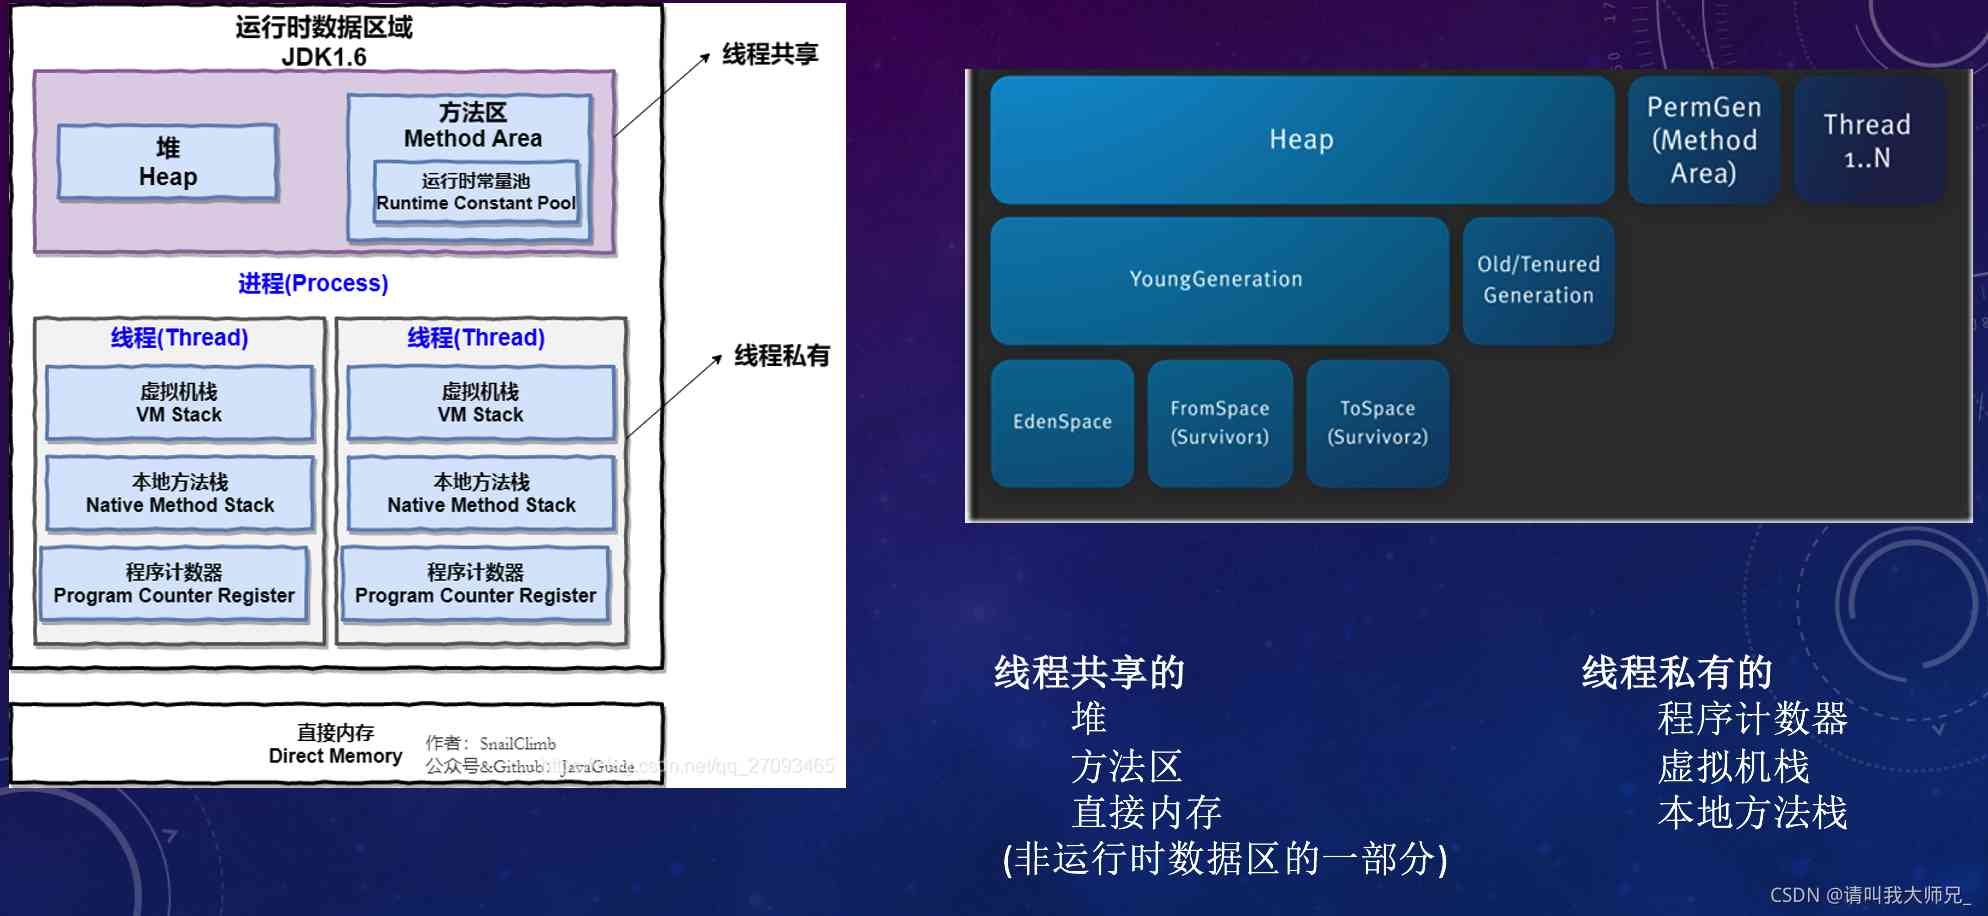 运行时数据区域
JDK1.6
线程共享
堆
Heap
方法区
Method Area
运行时常量池
Runtime Constant Pool
进程(Process)
线程(Thread)
虚拟机栈
VM Stack
本地方法栈
Native Method Stack
程序计数器
Program Counter Register
线程(Thread)
虚拟机栈
VM Stack
本地方法栈
Native Method Stack
程序计数器
Program Counter Register
线程私有
直接内存
Direct Memory
作者：SnailClimb
公众号&Github：JavaGuide
csdn.net/qq_27093465
Heap
PermGen
(Method
Area)
Thread
1..N
YoungGeneration
Old/Tenured
Generation
EdenSpace
FromSpace
(Survivor1)
ToSpace
(Survivor2)
线程共享的
堆
方法区
直接内存
(非运行时数据区的一部分)
线程私有的
程序计数器
虚拟机栈
本地方法栈
CSDN @请叫我大师兄_